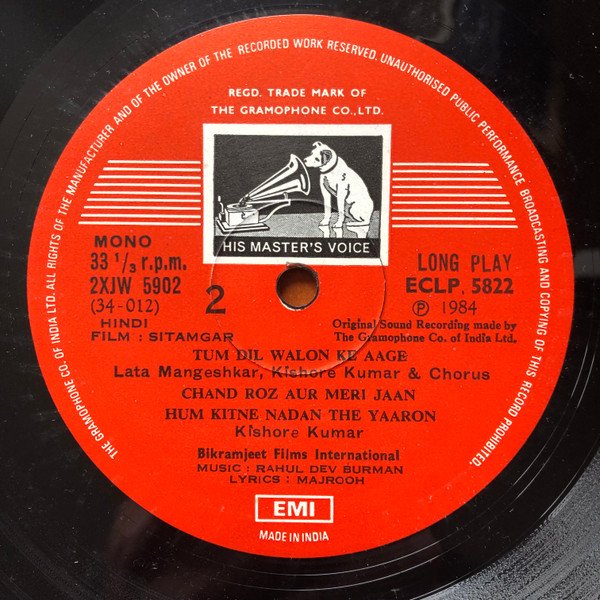 THE GRAMOPHONE CO. OF INDIA LTD. ALL RIGHTS OF THE MANUFACTURER AND OF THE OWNER OF THE RECORDED WORK RESERVED. UNAUTHORISED PUBLIC PERFORMANCE BROADCASTING AND COPYING OF THIS RECORD PROHIBITED.
REGD. TRADE MARK OF
THE GRAMOPHONE CO., LTD.
HIS MASTER'S VOICE
MONO
33 1/3 r.p.m.
2XJW 5902
(34-012)
2
LONG PLAY
ECLP. 5822
Ⓟ 1984
HINDI
FILM : SITAMGAR
Original Sound Recording made by
The Gramophone Co. of India Ltd.
TUM DIL WALON KE AAGE
Lata Mangeshkar, Kishore Kumar & Chorus
CHAND ROZ AUR MERI JAAN
HUM KITNE NADAN THE YAARON
Kishore Kumar
Bikramjeet Films International
MUSIC : RAHUL DEV BURMAN
LYRICS : MAJROOH
EMI
MADE IN INDIA